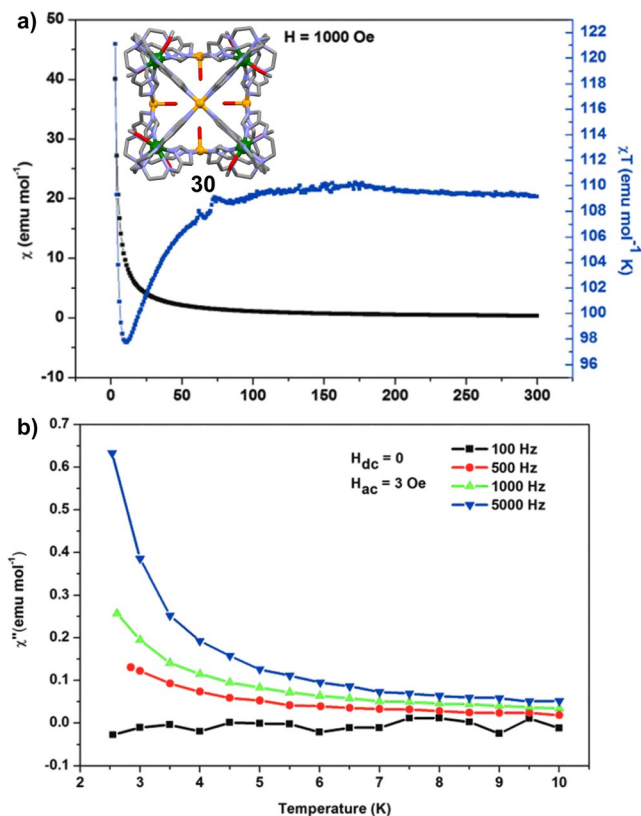 a)
H = 1000 Oe
30
χ (emu mol⁻¹)
50
40
30
20
10
0
-10
χT (emu mol⁻¹ K)
122
120
118
116
114
112
110
108
106
104
102
100
98
96
0 50 100 150 200 250 300
Temperature (K)
b)
H_dc = 0
H_ac = 3 Oe
100 Hz
500 Hz
1000 Hz
5000 Hz
χ"(emu mol⁻¹)
0.7
0.6
0.5
0.4
0.3
0.2
0.1
0.0
-0.1
2 3 4 5 6 7 8 9 10
Temperature (K)